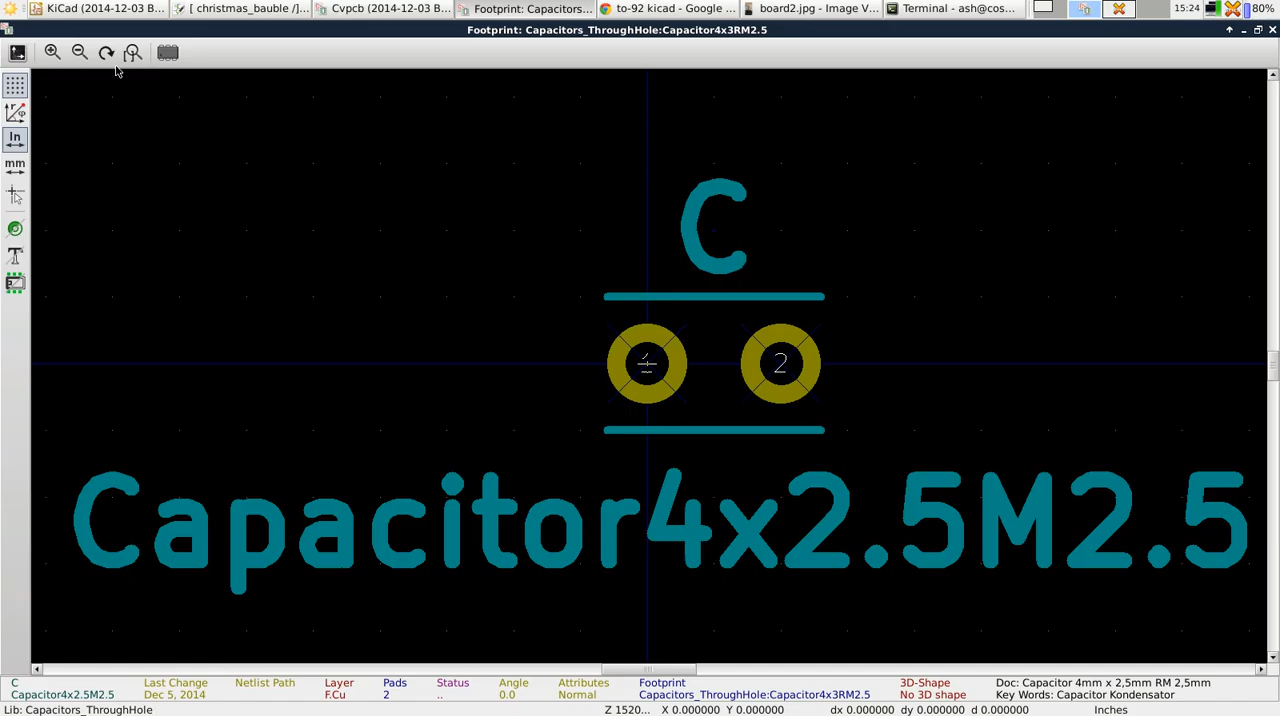 KiCad (2014-12-03 B...
[ christmas_bauble /]...
Cvpcb (2014-12-03 B...
Footprint: Capacitors...
to-92 kicad - Google ...
board2.jpg - Image V...
Terminal - ash@cos...
15:24
80%
Footprint: Capacitors_ThroughHole:Capacitor4x3RM2.5
In
mm
C
1
2
Capacitor4x2.5M2.5
C Last Change Netlist Path Layer Pads Status Angle Attributes Footprint 3D-Shape Doc: Capacitor 4mm x 2,5mm RM 2,5mm
Capacitor4x2.5M2.5 Dec 5, 2014 F.Cu 2 .. 0.0 Normal Capacitors_ThroughHole:Capacitor4x3RM2.5 No 3D shape Key Words: Capacitor Kondensator
Lib: Capacitors_ThroughHole Z 1520... X 0.000000 Y 0.000000 dx 0.000000 dy 0.000000 d 0.000000 Inches